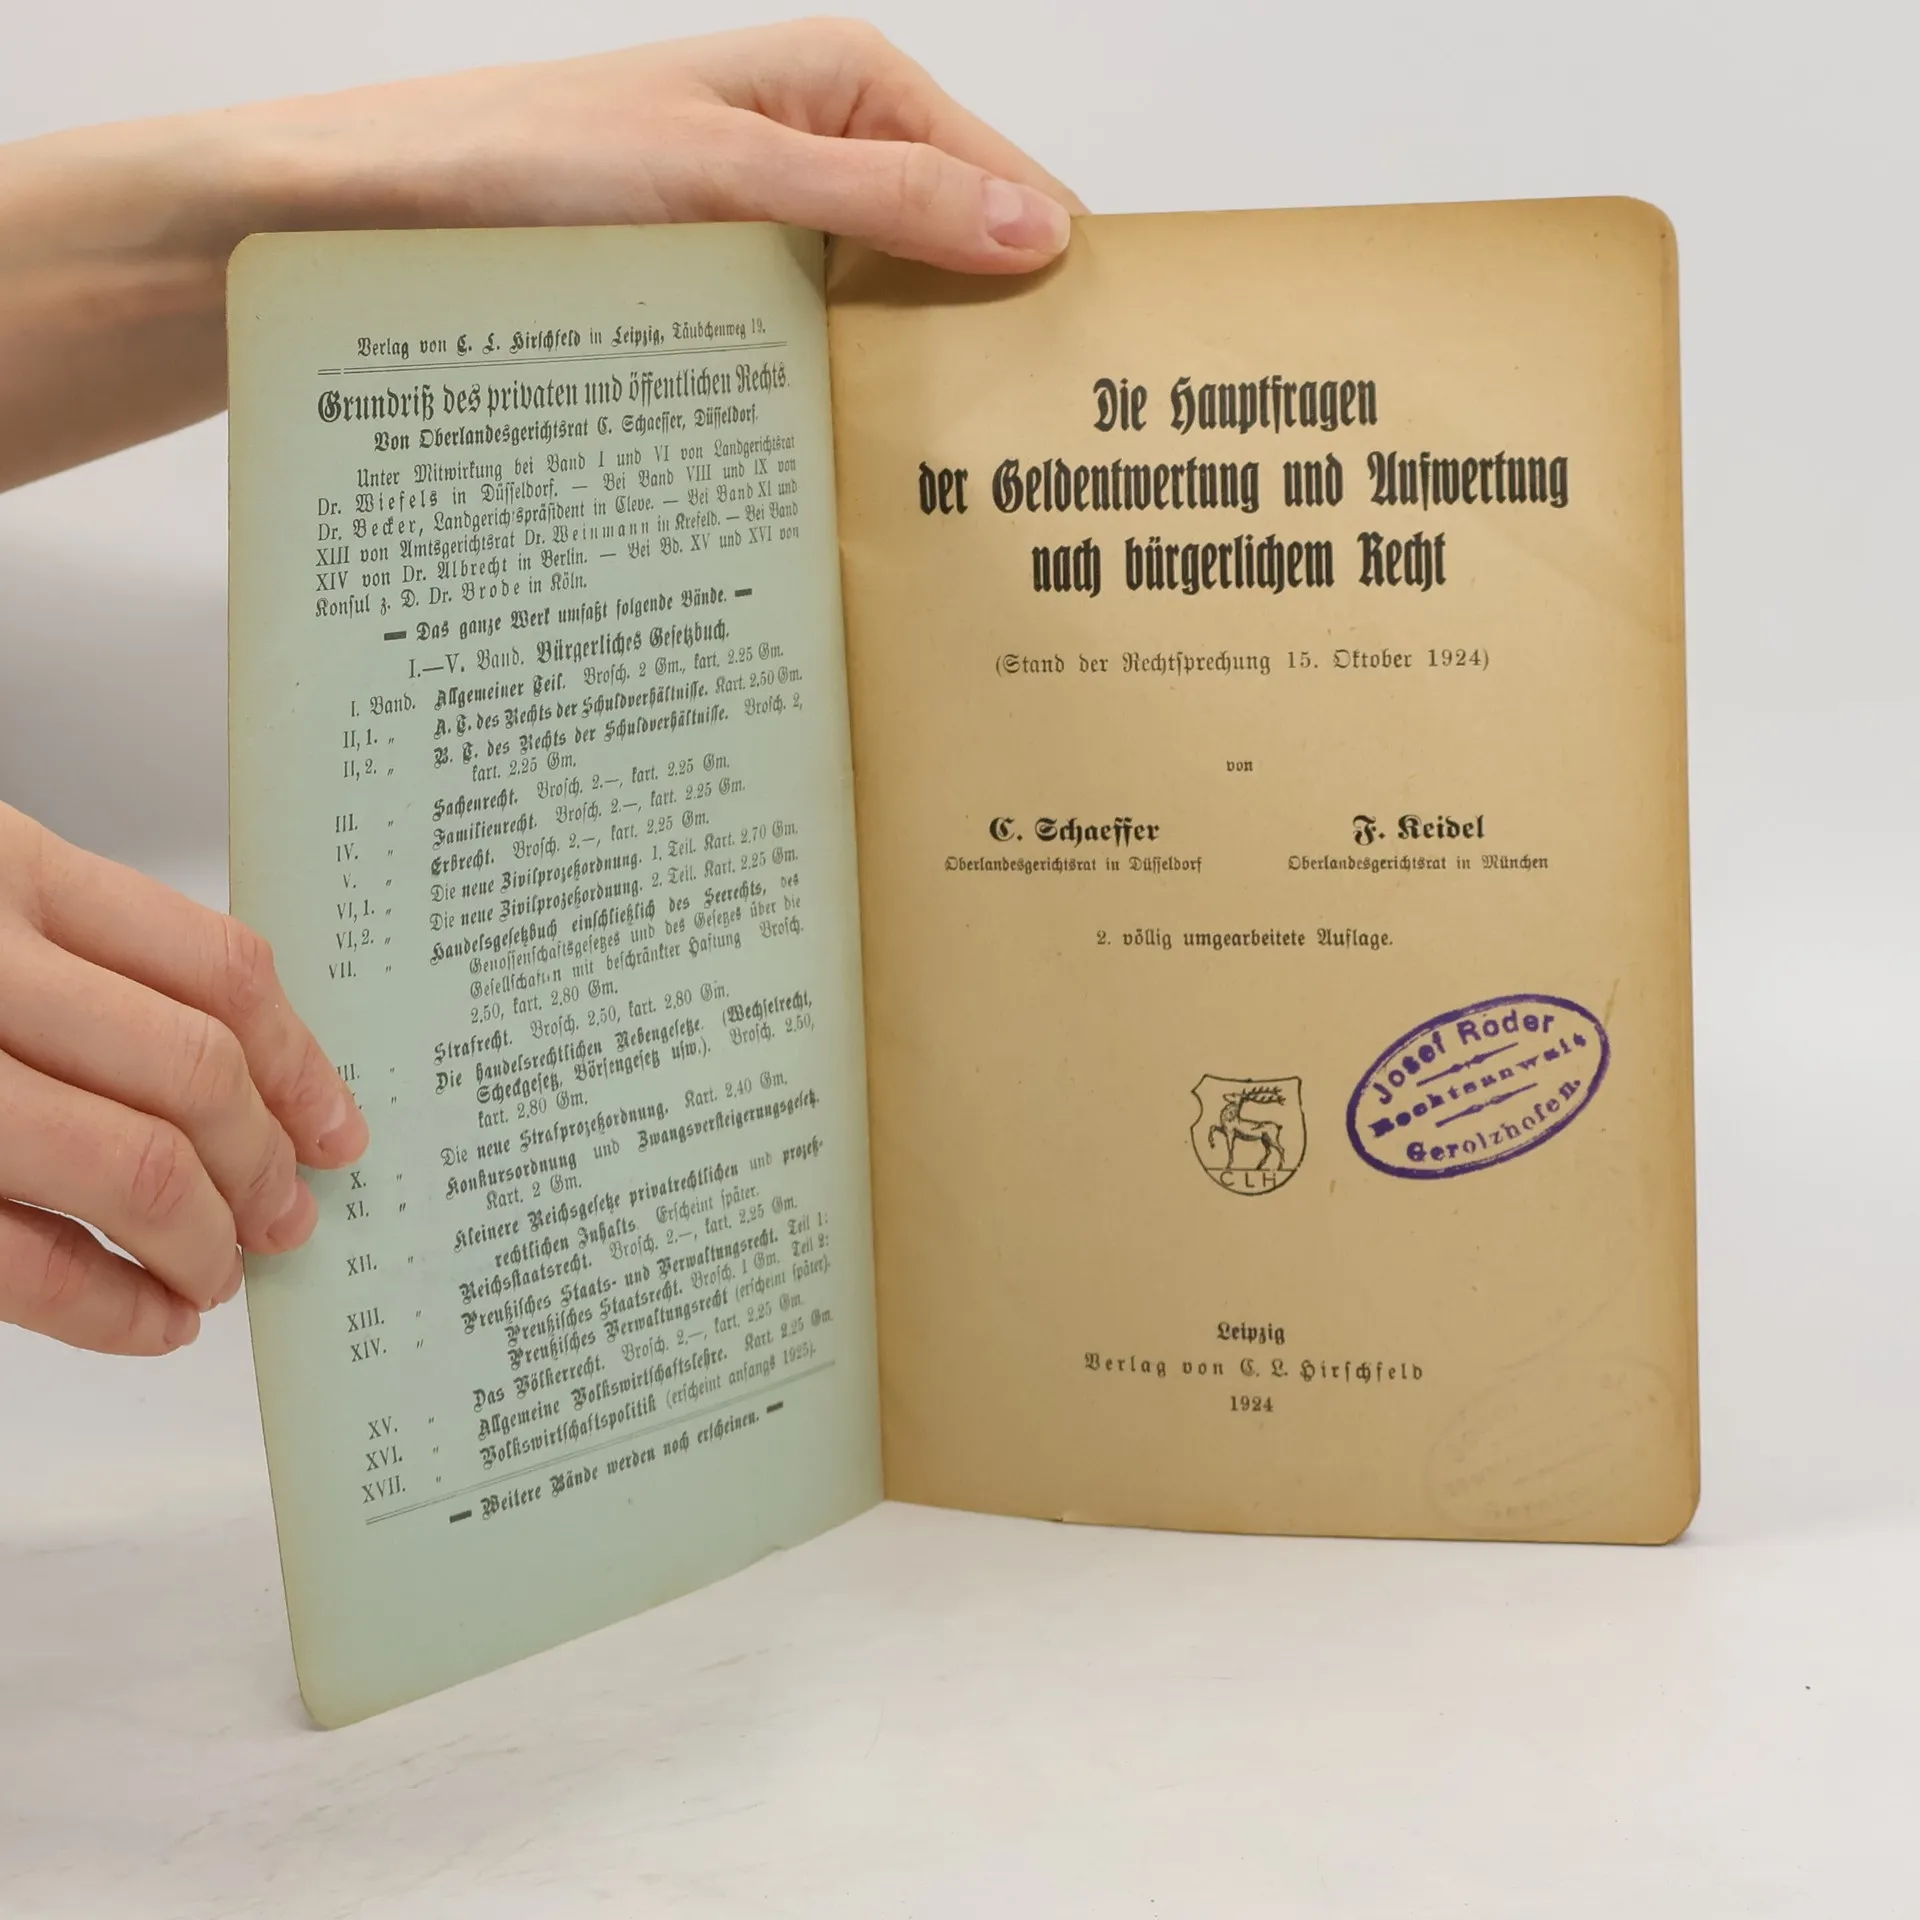 Verlag von C. L. Hirschfeld in Leipzig, Täubchenweg 19.
Grundriß des privaten und öffentlichen Rechts.
Von Oberlandesgerichtsrat C. Schaeffer, Düsseldorf.
Unter Mitwirkung bei Band I und VI von Landgerichtsrat
Dr. Wiefels in Düsseldorf. — Bei Band VIII und IX von
Dr. Becker, Landgerichtspräsident in Cleve. — Bei Band XI und
XIII von Amtsgerichtsrat Dr. Weinmann in Krefeld. — Bei Band
XIV von Dr. Albrecht in Berlin. — Bei Bd. XV und XVI von
Konsul z. D. Dr. Brode in Köln.
— Das ganze Werk umfaßt folgende Bände. —
I.—V. Band. Bürgerliches Gesetzbuch.
I. Band. Allgemeiner Teil. Brosch. 2 Gm., kart. 2.25 Gm.
II, 1. „ A. T. des Rechts der Schuldverhältnisse. Kart. 2.50 Gm.
II, 2. „ B. T. des Rechts der Schuldverhältnisse. Brosch. 2,
kart. 2.25 Gm.
III. „ Sachenrecht. Brosch. 2.—, kart. 2.25 Gm.
IV. „ Familienrecht. Brosch. 2.—, kart. 2.25 Gm.
V. „ Erbrecht. Brosch. 2.—, kart. 2.25 Gm.
VI, 1. „ Die neue Zivilprozeßordnung. 1. Teil. Kart. 2.70 Gm.
VI, 2. „ Die neue Zivilprozeßordnung. 2. Teil. Kart. 2.25 Gm.
VII. „ Handelsgesetzbuch einschließlich des Seerechts, des
Genossenschaftsgesetzes und des Gesetzes über die
Gesellschaften mit beschränkter Haftung Brosch.
2,50, kart. 2,80 Gm.
III. „ Strafrecht. Brosch. 2.50, kart. 2.80 Gm.
„ Die handelsrechtlichen Nebengesetze. (Wechselrecht,
Scheckgesetz, Börsengesetz usw.). Brosch. 2.50,
kart. 2,80 Gm.
X. „ Die neue Strafprozeßordnung. Kart. 2,40 Gm.
XI. „ Konkursordnung und Zwangsversteigerungsgesetz.
Kart. 2 Gm.
XII. „ Kleinere Reichsgesetze privatrechtlichen und prozeß-
rechtlichen Inhalts. Erscheint später.
XIII. „ Reichsstaatsrecht. Brosch. 2.—, kart. 2.25 Gm.
XIV. „ Preußisches Staats- und Verwaltungsrecht. Teil 1:
Preußisches Staatsrecht. Brosch. 1 Gm. Teil 2:
Preußisches Verwaltungsrecht (erscheint später).
XV. „ Das Völkerrecht. Brosch. 2.—, kart. 2.25 Gm.
XVI. „ Allgemeine Volkswirtschaftslehre. Kart. 2.25 Gm.
XVII. „ Volkswirtschaftspolitik (erscheint anfangs 1925).
— Weitere Bände werden noch erscheinen. —
Die Hauptfragen
der Geldentwertung und Aufwertung
nach bürgerlichem Recht
(Stand der Rechtsprechung 15. Oktober 1924)
von
C. Schaeffer
Oberlandesgerichtsrat in Düsseldorf
F. Keidel
Oberlandesgerichtsrat in München
2. völlig umgearbeitete Auflage.
Josef Röder
Rechtsanwalt
Gerolzhofen.
CLH
Leipzig
Verlag von C. L. Hirschfeld
1924